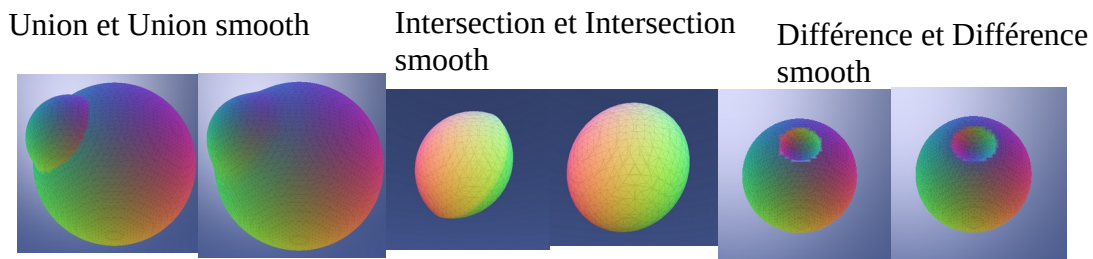 Union et Union smooth
Intersection et Intersection
smooth
Différence et Différence
smooth